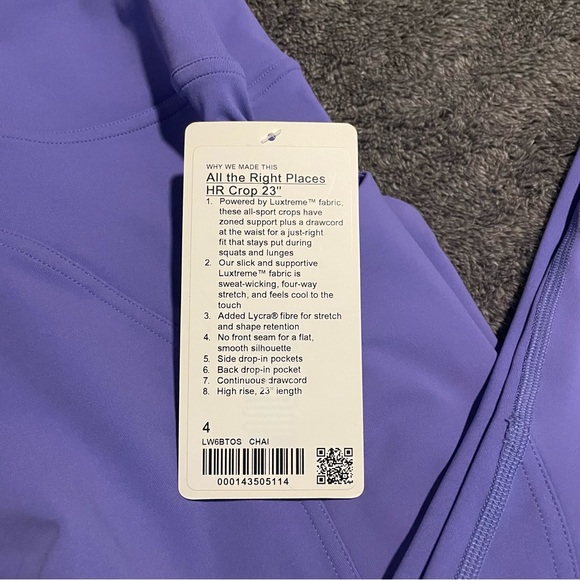 WHY WE MADE THIS
All the Right Places
HR Crop 23"
1. Powered by Luxtreme™ fabric,
these all-sport crops have
zoned support plus a drawcord
at the waist for a just-right
fit that stays put during
squats and lunges
2. Our slick and supportive
Luxtreme™ fabric is
sweat-wicking, four-way
stretch, and feels cool to the
touch
3. Added Lycra® fibre for stretch
and shape retention
4. No front seam for a flat,
smooth silhouette
5. Side drop-in pockets
6. Back drop-in pocket
7. Continuous drawcord
8. High rise, 23" length
4
LW6BTOS CHAI
000143505114